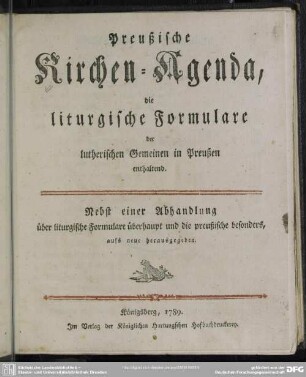 Preußische
Kirchen-Agenda,
die
liturgische Formulare
der
lutherischen Gemeinen in Preußen
enthaltend.
Nebst einer Abhandlung
über liturgische Formulare überhaupt und die preußische besonders,
aufs neue herausgegeben.
Königsberg, 1789.
Im Verlag der Königlichen Hartungschen Hofbuchdruckerey.